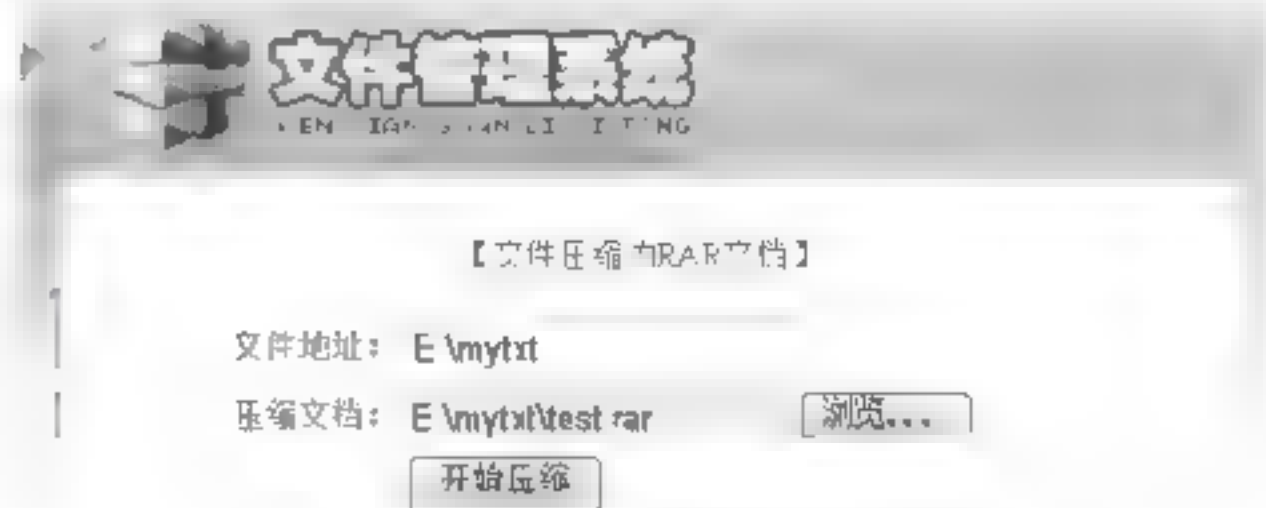 文件管理系统
【文件压缩为RAR文档】
文件地址： E:\mytxt
压缩文档： E:\mytxt\test.rar 浏览...
开始压缩